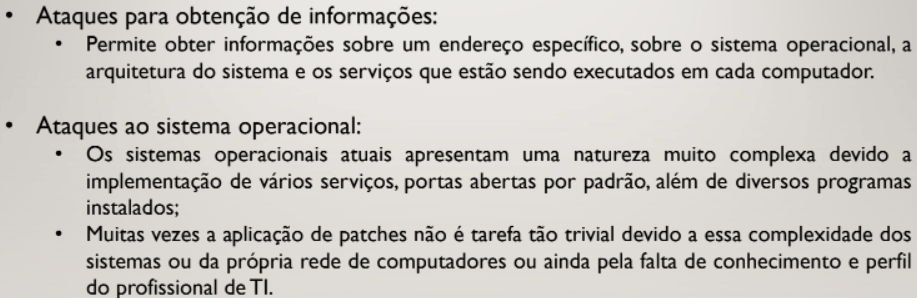 • Ataques para obtenção de informações:
• Permite obter informações sobre um endereço específico, sobre o sistema operacional, a
arquitetura do sistema e os serviços que estão sendo executados em cada computador.
• Ataques ao sistema operacional:
• Os sistemas operacionais atuais apresentam uma natureza muito complexa devido a
implementação de vários serviços, portas abertas por padrão, além de diversos programas
instalados;
• Muitas vezes a aplicação de patches não é tarefa tão trivial devido a essa complexidade dos
sistemas ou da própria rede de computadores ou ainda pela falta de conhecimento e perfil
do profissional de TI.